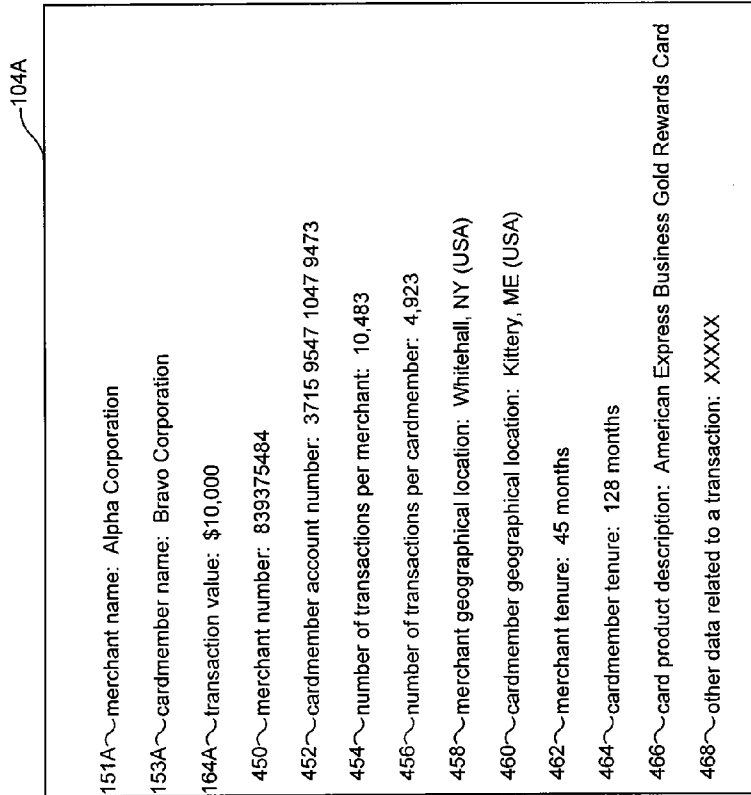 104A
151A~merchant name: Alpha Corporation
153A~cardmember name: Bravo Corporation
164A~transaction value: $10,000
450~merchant number: 839375484
452~cardmember account number: 3715 9547 1047 9473
454~number of transactions per merchant: 10,483
456~number of transactions per cardmember: 4,923
458~merchant geographical location: Whitehall, NY (USA)
460~cardmember geographical location: Kittery, ME (USA)
462~merchant tenure: 45 months
464~cardmember tenure: 128 months
466~card product description: American Express Business Gold Rewards Card
468~other data related to a transaction: XXXXX